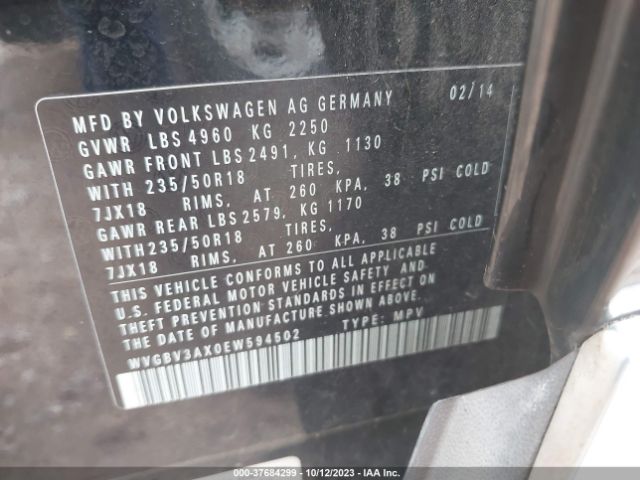 MFD BY VOLKSWAGEN AG GERMANY 02/14
GVWR LBS 4960 KG 2250
GAWR FRONT LBS 2491, KG 1130
WITH 235/50R18 TIRES,
7JX18 RIMS, AT 260 KPA, 38 PSI COLD
GAWR REAR LBS 2579, KG 1170
WITH 235/50R18 TIRES,
7JX18 RIMS, AT 260 KPA, 38 PSI COLD
THIS VEHICLE CONFORMS TO ALL APPLICABLE
U.S. FEDERAL MOTOR VEHICLE SAFETY AND
THEFT PREVENTION STANDARDS IN EFFECT ON
THE DATE OF MANUFACTURE SHOWN ABOVE.
WVGBV3AX0EW594502 TYPE: MPV
000-37684299 - 10/12/2023 - IAAI.COM